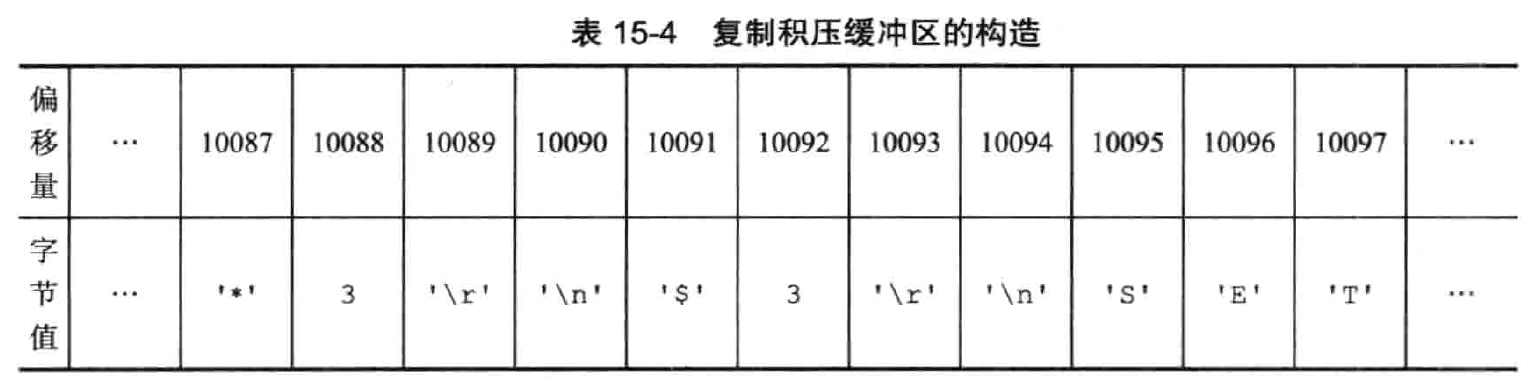 表 15-4 复制积压缓冲区的构造
偏移量 … 10087 10088 10089 10090 10091 10092 10093 10094 10095 10096 10097 …
字节值 … '*' 3 '\r' '\n' '$' 3 '\r' '\n' 'S' 'E' 'T' …